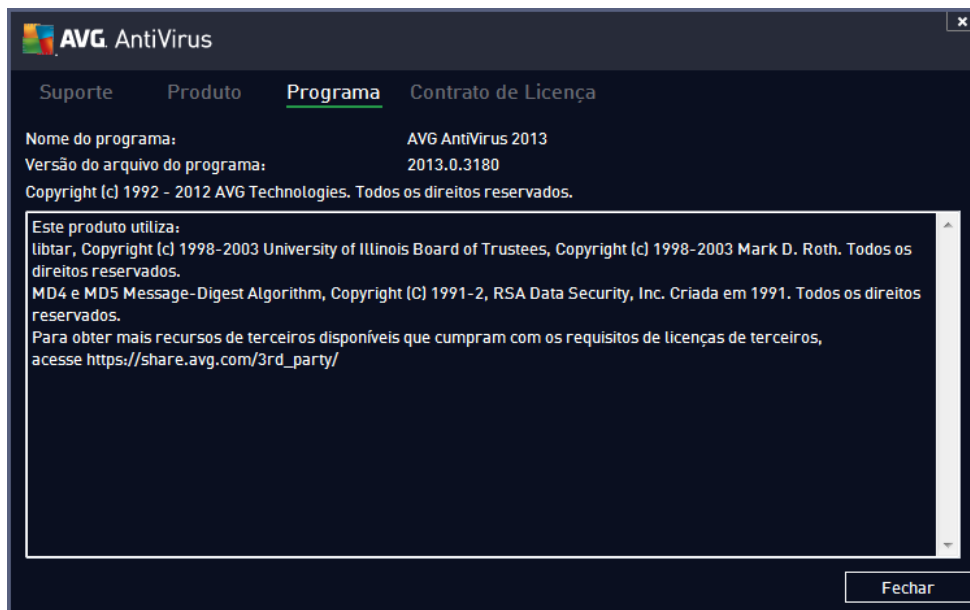 AVG. AntiVirus
Suporte Produto Programa Contrato de Licença
Nome do programa: AVG AntiVirus 2013
Versão do arquivo do programa: 2013.0.3180
Copyright (c) 1992 - 2012 AVG Technologies. Todos os direitos reservados.
Este produto utiliza:
libtar, Copyright (c) 1998-2003 University of Illinois Board of Trustees, Copyright (c) 1998-2003 Mark D. Roth. Todos os
direitos reservados.
MD4 e MD5 Message-Digest Algorithm, Copyright (C) 1991-2, RSA Data Security, Inc. Criada em 1991. Todos os direitos
reservados.
Para obter mais recursos de terceiros disponíveis que cumpram com os requisitos de licenças de terceiros,
acesse https://share.avg.com/3rd_party/
Fechar